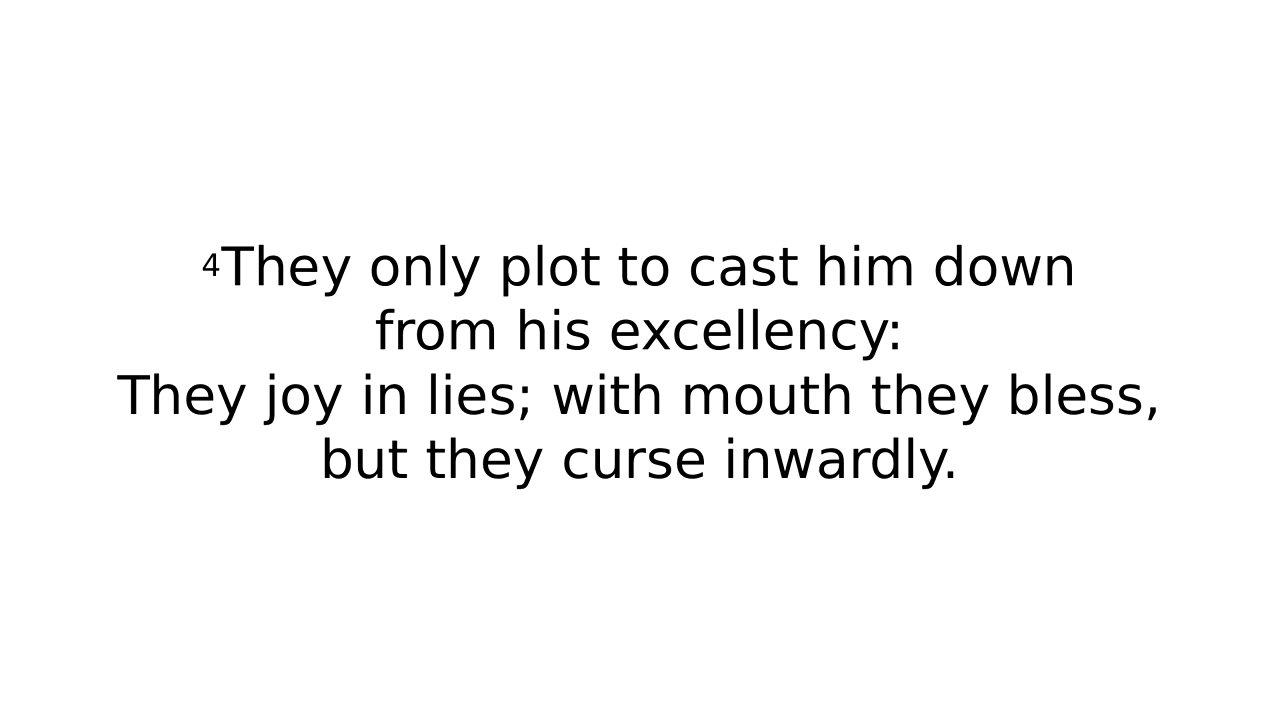 4They only plot to cast him down
from his excellency:
They joy in lies; with mouth they bless,
but they curse inwardly.